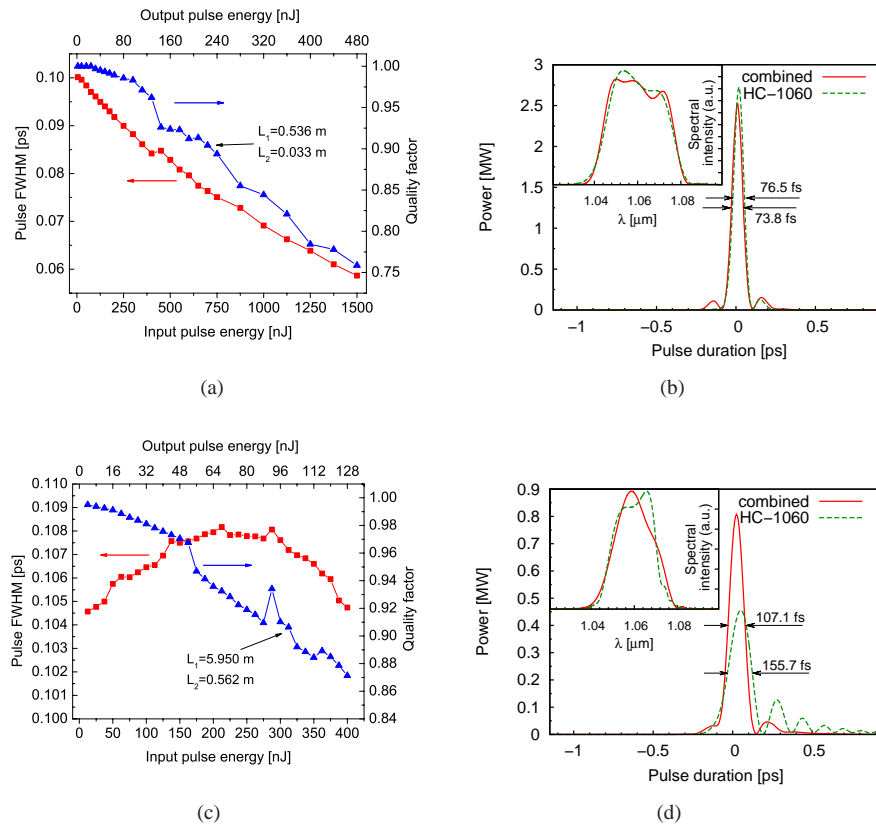 Output pulse energy [nJ]
0 80 160 240 320 400 480
0.10
0.09
0.08
0.07
0.06
Pulse FWHM [ps]
1.00
0.95
0.90
0.85
0.80
0.75
Quality factor
L1=0.536 m
L2=0.033 m
0 250 500 750 1000 1250 1500
Input pulse energy [nJ]
(a)
3
2.5
2
1.5
1
0.5
0
Power [MW]
combined
HC−1060
Spectral
intensity (a.u.)
1.04 1.06 1.08
λ [μm]
76.5 fs
73.8 fs
−1 −0.5 0 0.5
Pulse duration [ps]
(b)
Output pulse energy [nJ]
0 16 32 48 64 80 96 112 128
0.110
0.109
0.108
0.107
0.106
0.105
0.104
0.103
0.102
0.101
0.100
Pulse FWHM [ps]
1.00
0.98
0.96
0.94
0.92
0.90
0.88
0.86
0.84
Quality factor
L1=5.950 m
L2=0.562 m
0 50 100 150 200 250 300 350 400
Input pulse energy [nJ]
(c)
0.9
0.8
0.7
0.6
0.5
0.4
0.3
0.2
0.1
0
Power [MW]
combined
HC−1060
Spectral
intensity (a.u.)
1.04 1.06 1.08
λ [μm]
107.1 fs
155.7 fs
−1 −0.5 0 0.5
Pulse duration [ps]
(d)